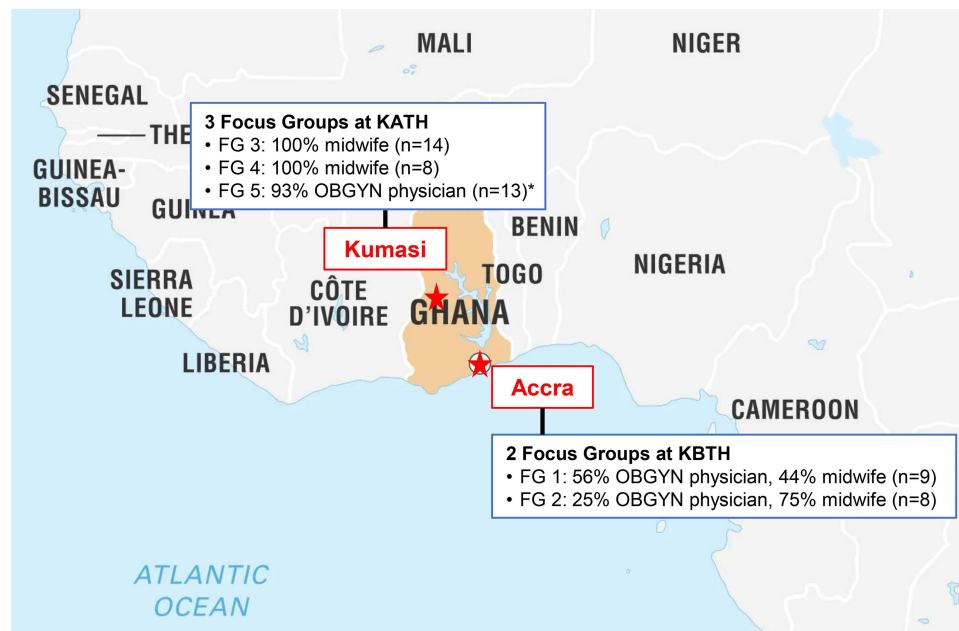 MALI
NIGER
SENEGAL
THE
GUINEA-
BISSAU
GUINEA
3 Focus Groups at KATH
• FG 3: 100% midwife (n=14)
• FG 4: 100% midwife (n=8)
• FG 5: 93% OBGYN physician (n=13)*
Kumasi
BENIN
TOGO
NIGERIA
SIERRA
LEONE
CÔTE
D'IVOIRE
GHANA
LIBERIA
Accra
CAMEROON
2 Focus Groups at KBTH
• FG 1: 56% OBGYN physician, 44% midwife (n=9)
• FG 2: 25% OBGYN physician, 75% midwife (n=8)
ATLANTIC
OCEAN